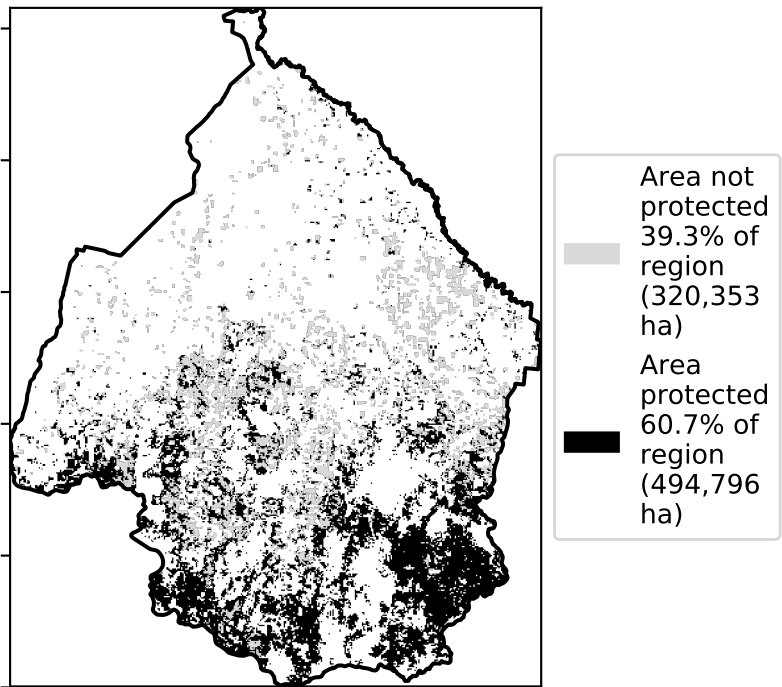 Area not
protected
39.3% of
region
(320,353
ha)
Area
protected
60.7% of
region
(494,796
ha)